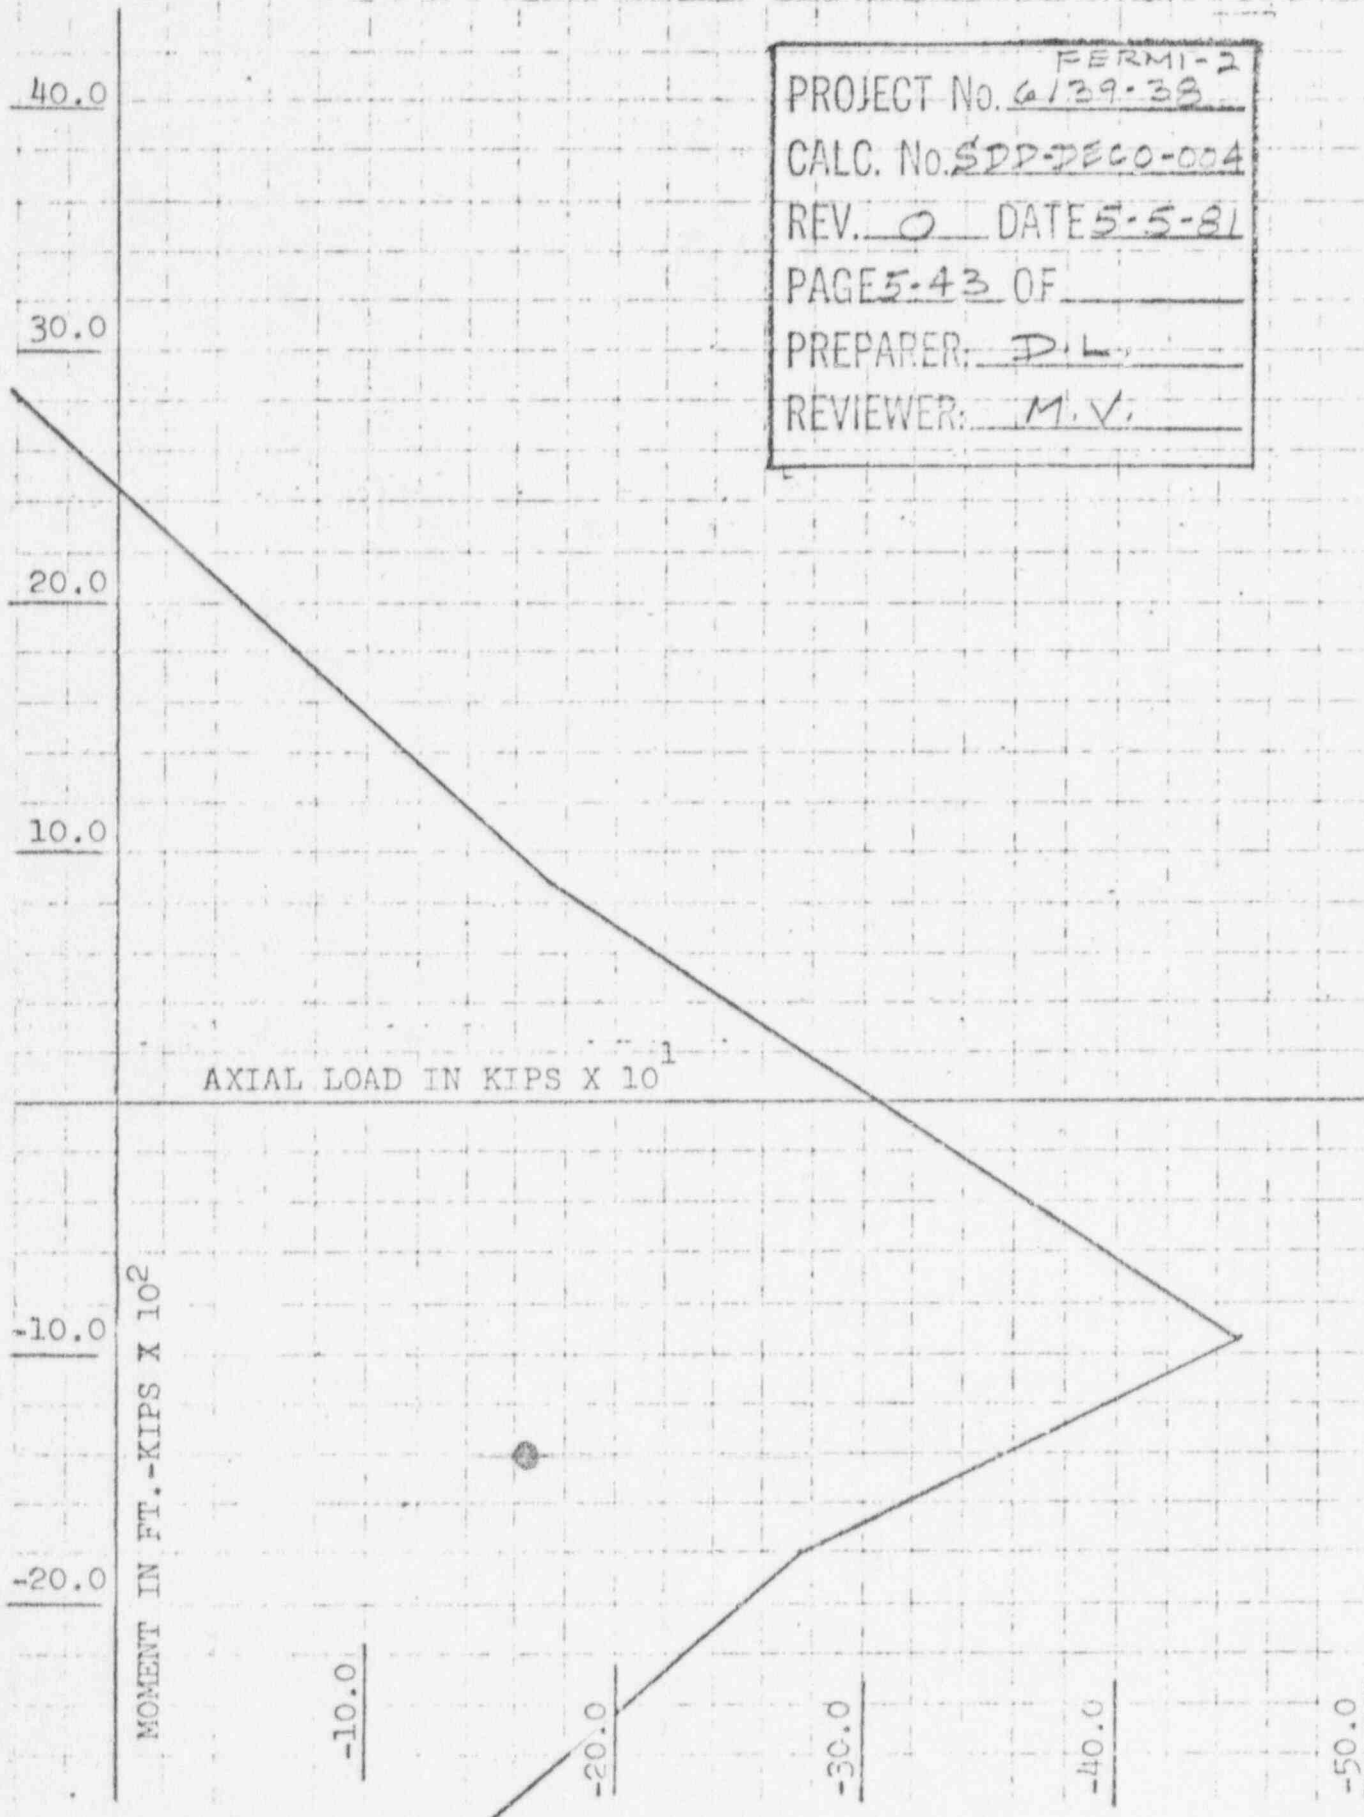 FERMI-2
PROJECT No. 6139-38
CALC. No. SDD-DECO-004
REV. 0 DATE 5-5-81
PAGE 5-43 OF
PREPARER: D.L.
REVIEWER: M.V.
40.0
30.0
20.0
10.0
AXIAL LOAD IN KIPS X 10^1
-10.0
-20.0
MOMENT IN FT.-KIPS X 10^2
-10.0
-20.0
-30.0
-40.0
-50.0